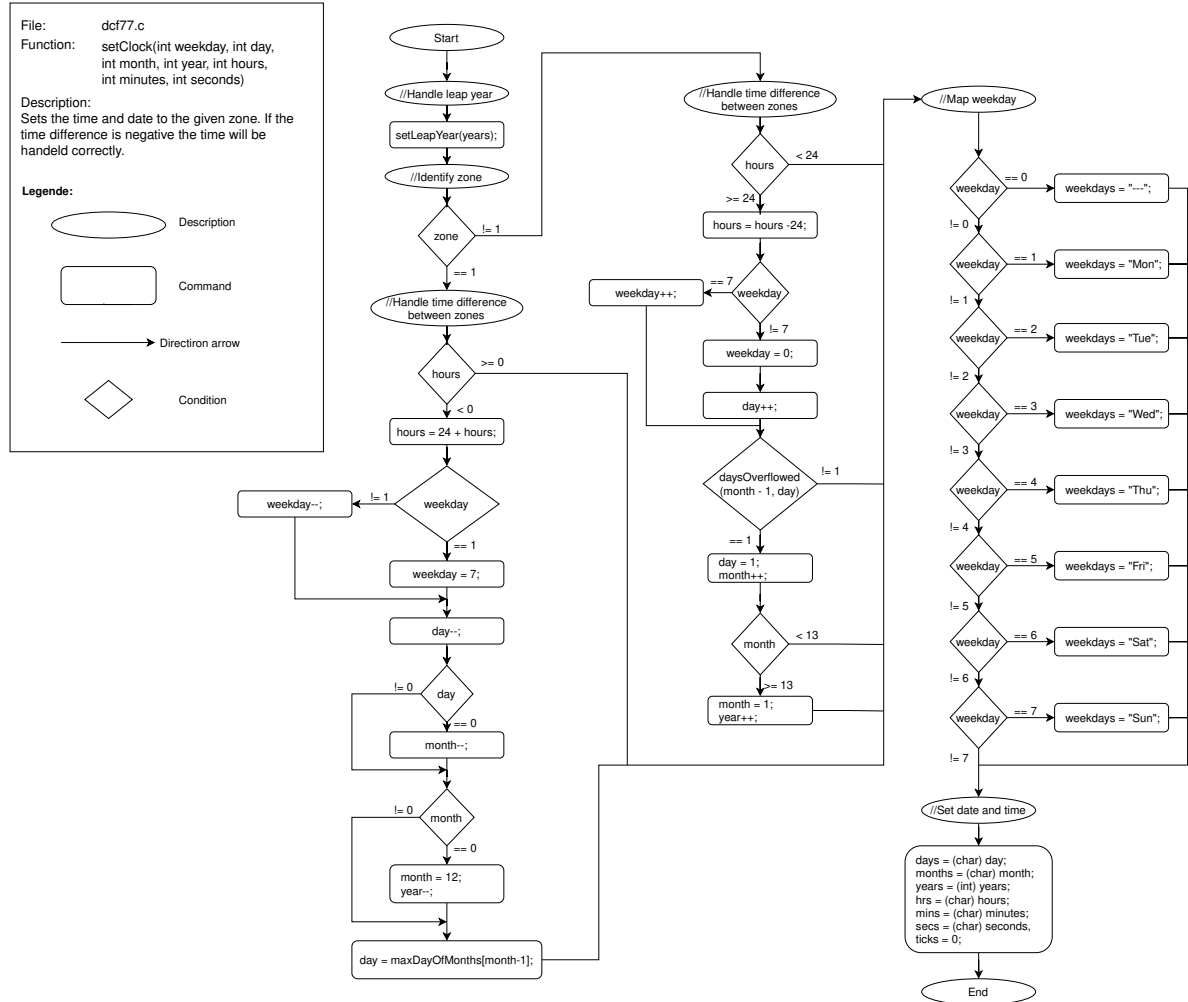 File: dcf77.c
Function: setClock(int weekday, int day,
int month, int year, int hours,
int minutes, int seconds)
Description:
Sets the time and date to the given zone. If the
time difference is negative the time will be
handeld correctly.
Legende:
Description
Command
Directiron arrow
Condition
Start
//Handle leap year
setLeapYear(years);
//Identify zone
zone
!= 1
== 1
//Handle time difference
between zones
hours
>= 0
< 0
hours = 24 + hours;
weekday
!= 1
weekday--;
== 1
weekday = 7;
day--;
day
!= 0
== 0
month--;
month
!= 0
== 0
month = 12;
year--;
day = maxDayOfMonths[month-1];
//Handle time difference
between zones
hours
< 24
>= 24
hours = hours -24;
weekday
== 7
weekday++;
!= 7
weekday = 0;
day++;
daysOverflowed
(month - 1, day)
!= 1
== 1
day = 1;
month++;
month
< 13
>= 13
month = 1;
year++;
//Map weekday
weekday
== 0
weekdays = "---";
!= 0
weekday
== 1
weekdays = "Mon";
!= 1
weekday
== 2
weekdays = "Tue";
!= 2
weekday
== 3
weekdays = "Wed";
!= 3
weekday
== 4
weekdays = "Thu";
!= 4
weekday
== 5
weekdays = "Fri";
!= 5
weekday
== 6
weekdays = "Sat";
!= 6
weekday
== 7
weekdays = "Sun";
!= 7
//Set date and time
days = (char) day;
months = (char) month;
years = (int) years;
hrs = (char) hours;
mins = (char) minutes;
secs = (char) seconds,
ticks = 0;
End